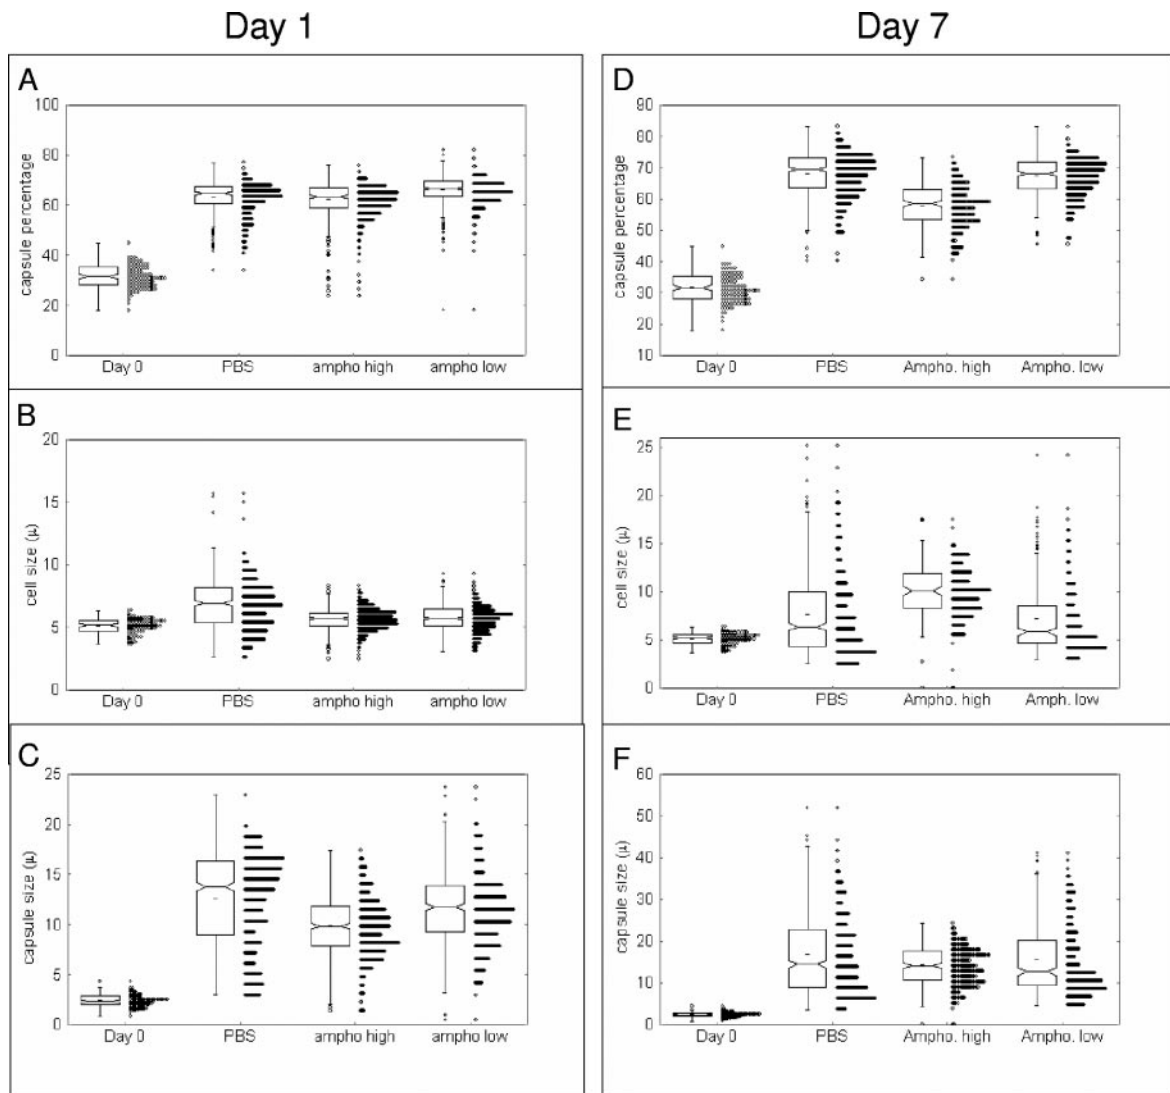 Day 1
Day 7
A
capsule percentage
100
80
60
40
20
0
Day 0 PBS ampho high ampho low
D
capsule percentage
90
80
70
60
50
40
30
20
10
Day 0 PBS Ampho. high Ampho. low
B
cell size (μ)
20
15
10
5
0
Day 0 PBS ampho high ampho low
E
cell size (μ)
25
20
15
10
5
0
Day 0 PBS Ampho. high Amph. low
C
capsule size (μ)
25
20
15
10
5
0
Day 0 PBS ampho high ampho low
F
capsule size (μ)
60
50
40
30
20
10
0
Day 0 PBS Ampho. high Ampho. low